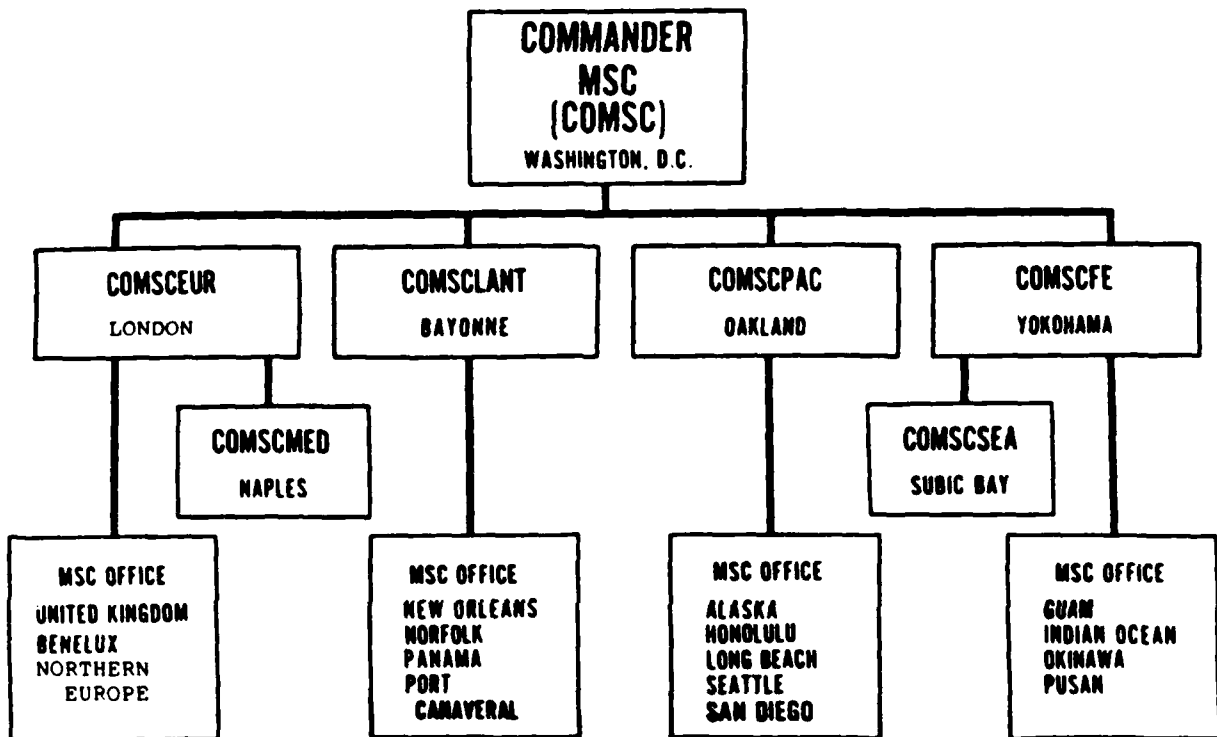 COMMANDER
MSC
(COMSC)
WASHINGTON, D.C.
COMSCEUR
LONDON
COMSCLANT
BAYONNE
COMSCPAC
OAKLAND
COMSCFE
YOKOHAMA
COMSCMED
NAPLES
COMSCSEA
SUBIC BAY
MSC OFFICE
UNITED KINGDOM
BENELUX
NORTHERN
EUROPE
MSC OFFICE
NEW ORLEANS
NORFOLK
PANAMA
PORT
CANAVERAL
MSC OFFICE
ALASKA
HONOLULU
LONG BEACH
SEATTLE
SAN DIEGO
MSC OFFICE
GUAM
INDIAN OCEAN
OKINAWA
PUSAN